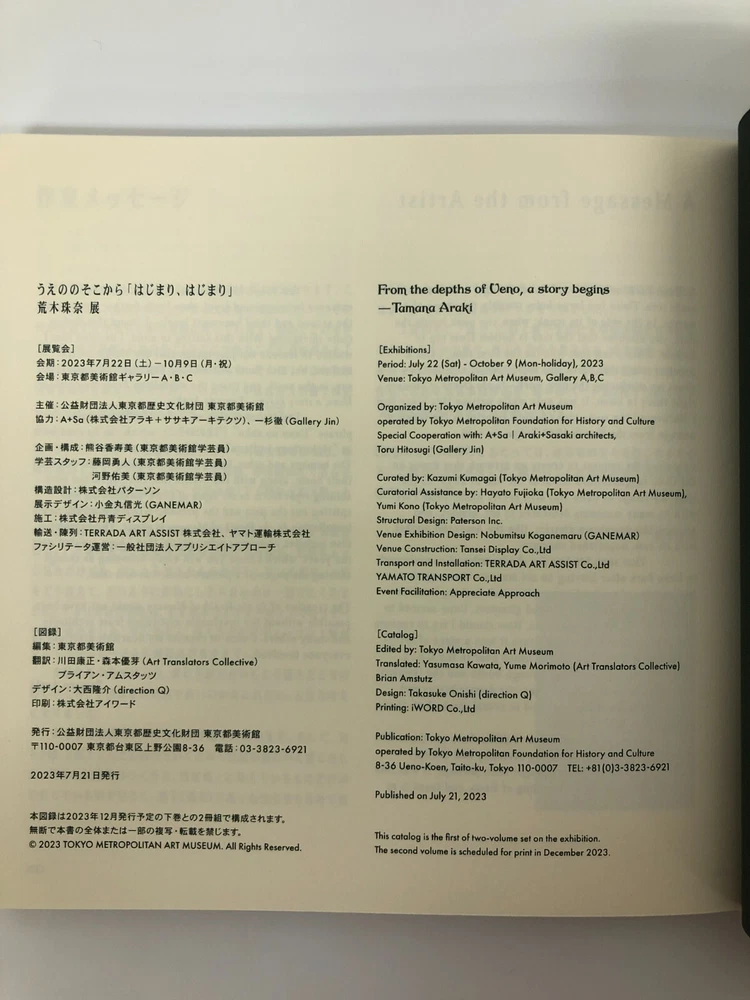 うえののそこから「はじまり、はじまり」
荒木珠奈 展
[展覧会]
会期：2023年7月22日（土）－10月9日（月・祝）
会場：東京都美術館ギャラリーA・B・C
主催：公益財団法人東京都歴史文化財団 東京都美術館
協力：A+Sa（株式会社アラキ＋ササキアーキテクツ）、一杉徹（Gallery Jin）
企画・構成：熊谷香寿美（東京都美術館学芸員）
学芸スタッフ：藤岡勇人（東京都美術館学芸員）
河野佑美（東京都美術館学芸員）
構造設計：株式会社パターソン
展示デザイン：小金丸信光（GANEMAR）
施工：株式会社丹青ディスプレイ
輸送・陳列：TERRADA ART ASSIST 株式会社、ヤマト運輸株式会社
ファシリテータ運営：一般社団法人アプリシエイトアプローチ
[図録]
編集：東京都美術館
翻訳：川田康正・森本優芽（Art Translators Collective）
ブライアン・アムスタッツ
デザイン：大西隆介（direction Q）
印刷：株式会社アイワード
発行：公益財団法人東京都歴史文化財団 東京都美術館
〒110-0007 東京都台東区上野公園8-36 電話：03-3823-6921
2023年7月21日発行
本図録は2023年12月発行予定の下巻との2冊組で構成されます。
無断で本書の全体または一部の複写・転載を禁じます。
© 2023 TOKYO METROPOLITAN ART MUSEUM. All Rights Reserved.
From the depths of Ueno, a story begins
—Tamana Araki
[Exhibitions]
Period: July 22 (Sat) - October 9 (Mon-holiday), 2023
Venue: Tokyo Metropolitan Art Museum, Gallery A,B,C
Organized by: Tokyo Metropolitan Art Museum
operated by Tokyo Metropolitan Foundation for History and Culture
Special Cooperation with: A+Sa | Araki+Sasaki architects,
Toru Hitosugi (Gallery Jin)
Curated by: Kazumi Kumagai (Tokyo Metropolitan Art Museum)
Curatorial Assistance by: Hayato Fujioka (Tokyo Metropolitan Art Museum),
Yumi Kono (Tokyo Metropolitan Art Museum)
Structural Design: Paterson Inc.
Venue Exhibition Design: Nobumitsu Koganemaru (GANEMAR)
Venue Construction: Tansei Display Co.,Ltd
Transport and Installation: TERRADA ART ASSIST Co.,Ltd
YAMATO TRANSPORT Co.,Ltd
Event Facilitation: Appreciate Approach
[Catalog]
Edited by: Tokyo Metropolitan Art Museum
Translated: Yasumasa Kawata, Yume Morimoto (Art Translators Collective)
Brian Amstutz
Design: Takasuke Onishi (direction Q)
Printing: iWORD Co.,Ltd
Publication: Tokyo Metropolitan Art Museum
operated by Tokyo Metropolitan Foundation for History and Culture
8-36 Ueno-Koen, Taito-ku, Tokyo 110-0007 TEL: +81(0)3-3823-6921
Published on July 21, 2023
This catalog is the first of two-volume set on the exhibition.
The second volume is scheduled for print in December 2023.